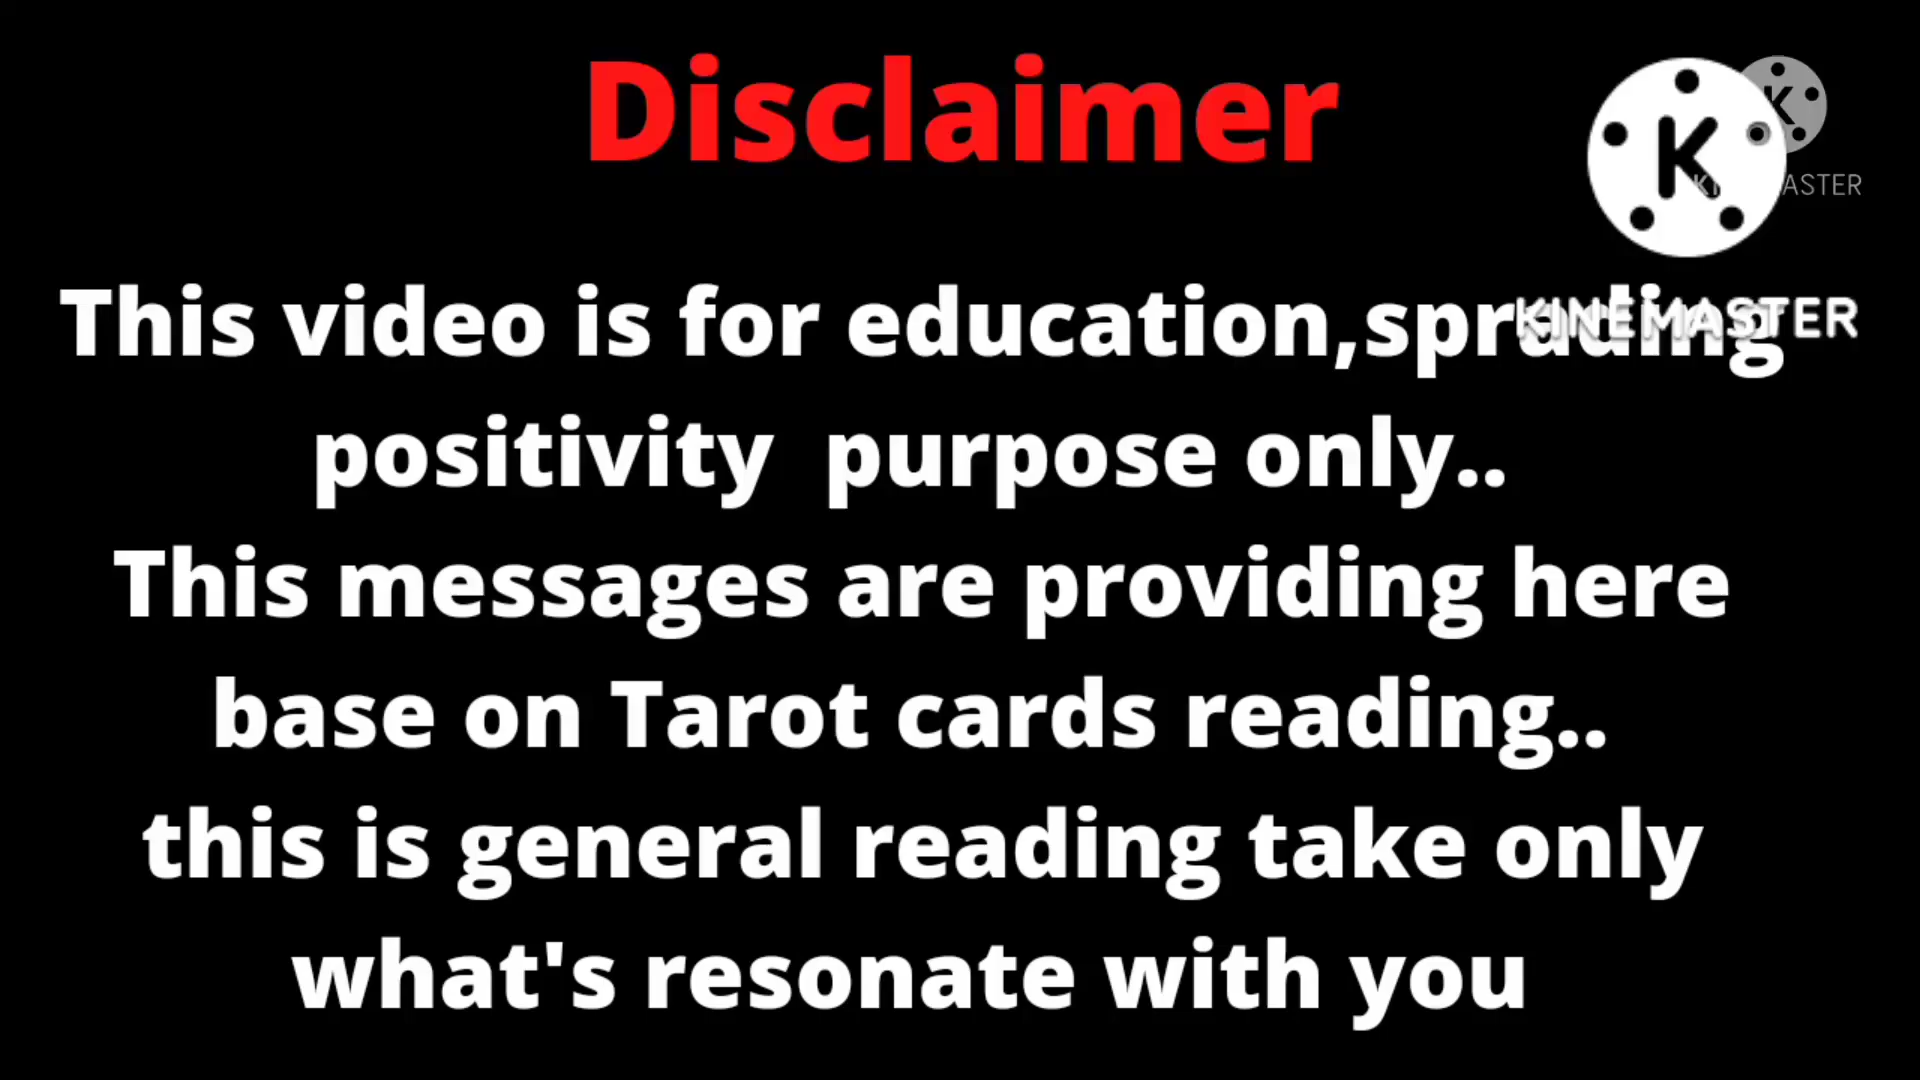 Disclaimer
K
K
KINEMASTER
This video is for education,sprading
KINEMASTER
positivity purpose only..
This messages are providing here
base on Tarot cards reading..
this is general reading take only
what's resonate with you